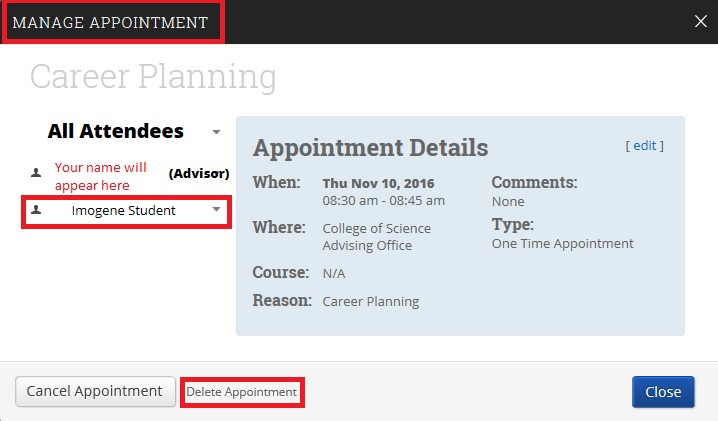 MANAGE APPOINTMENT
X
Career Planning
All Attendees
Your name will
appear here
(Advisor)
Imogene Student
Appointment Details
[ edit ]
When:
Thu Nov 10, 2016
08:30 am - 08:45 am
Where:
College of Science
Advising Office
Course:
N/A
Reason:
Career Planning
Comments:
None
Type:
One Time Appointment
Cancel Appointment
Delete Appointment
Close